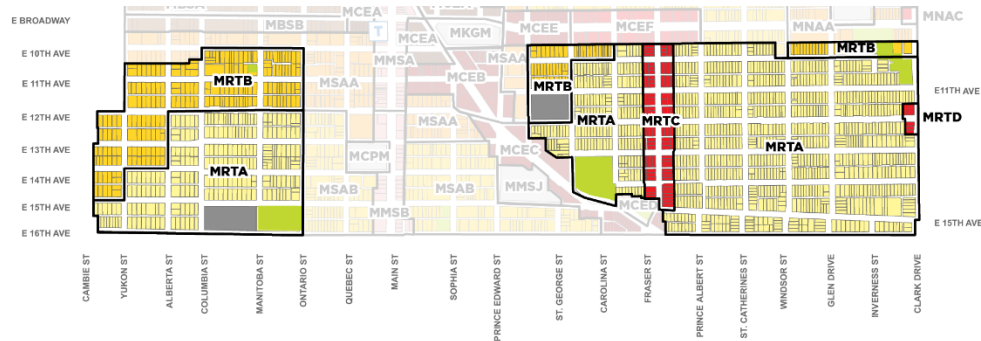 E BROADWAY
MBSA
MCEA
MCEA
MNAC
MBSB
MKGM
MCEE
MCEF
MNAA
T
E 10TH AVE
MCEA
MRTB
MMSA
MSAA
E 11TH AVE
MRTB
MSAA
MCEB
MRTB
E 11TH AVE
E 12TH AVE
MSAA
MRTA
MRTC
MRTD
E 13TH AVE
MCPM
MCEC
MRTA
MRTA
E 14TH AVE
MSAB
MSAB
MMSJ
E 15TH AVE
MMSB
MCED
E 15TH AVE
E 16TH AVE
CAMBIE ST
YUKON ST
ALBERTA ST
COLUMBIA ST
MANITOBA ST
ONTARIO ST
QUEBEC ST
MAIN ST
SOPHIA ST
PRINCE EDWARD ST
ST. GEORGE ST
CAROLINA ST
FRASER ST
PRINCE ALBERT ST
ST. CATHERINES ST
WINDSOR ST
GLEN DRIVE
INVERNESS ST
CLARK DRIVE